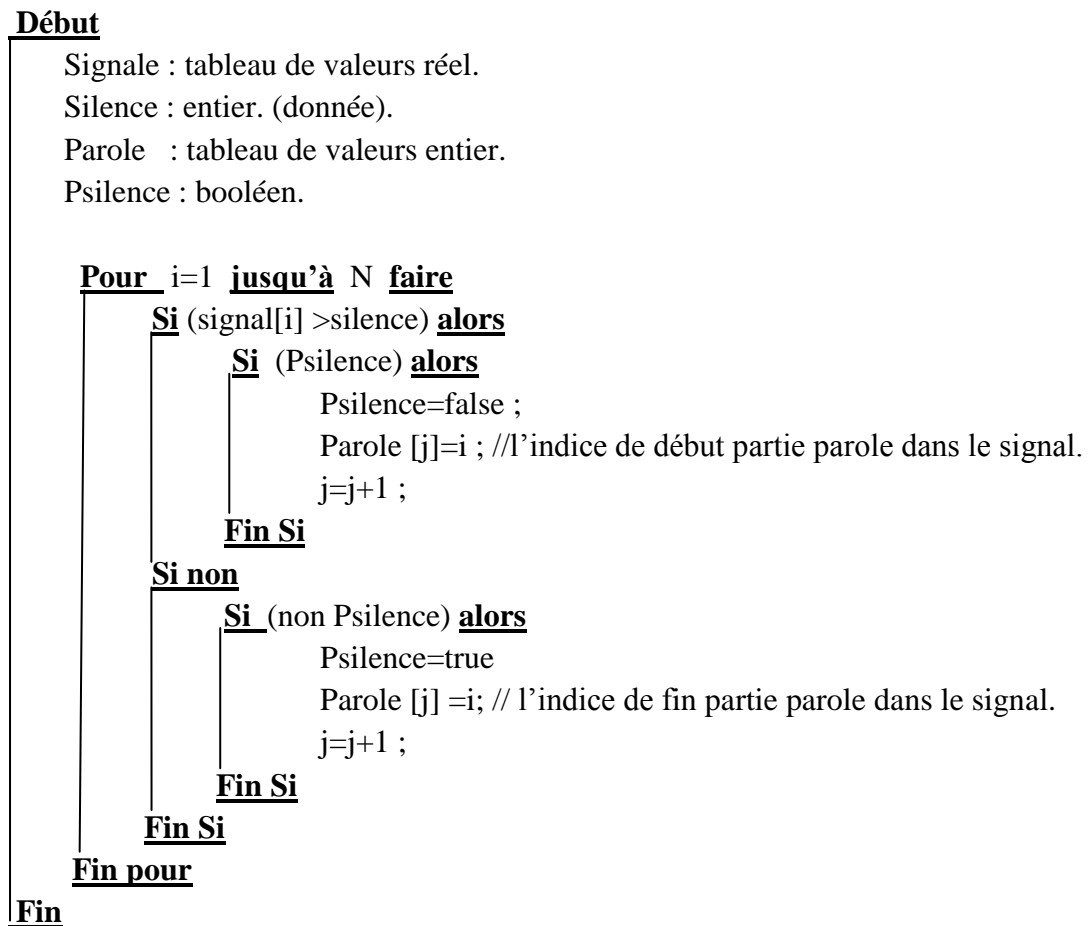 Début
Signale : tableau de valeurs réel.
Silence : entier. (donnée).
Parole : tableau de valeurs entier.
Psilence : booléen.
Pour i=1 jusqu’à N faire
Si (signal[i] >silence) alors
Si (Psilence) alors
Psilence=false ;
Parole [j]=i ; //l’indice de début partie parole dans le signal.
j=j+1 ;
Fin Si
Si non
Si (non Psilence) alors
Psilence=true
Parole [j] =i; // l’indice de fin partie parole dans le signal.
j=j+1 ;
Fin Si
Fin Si
Fin pour
Fin